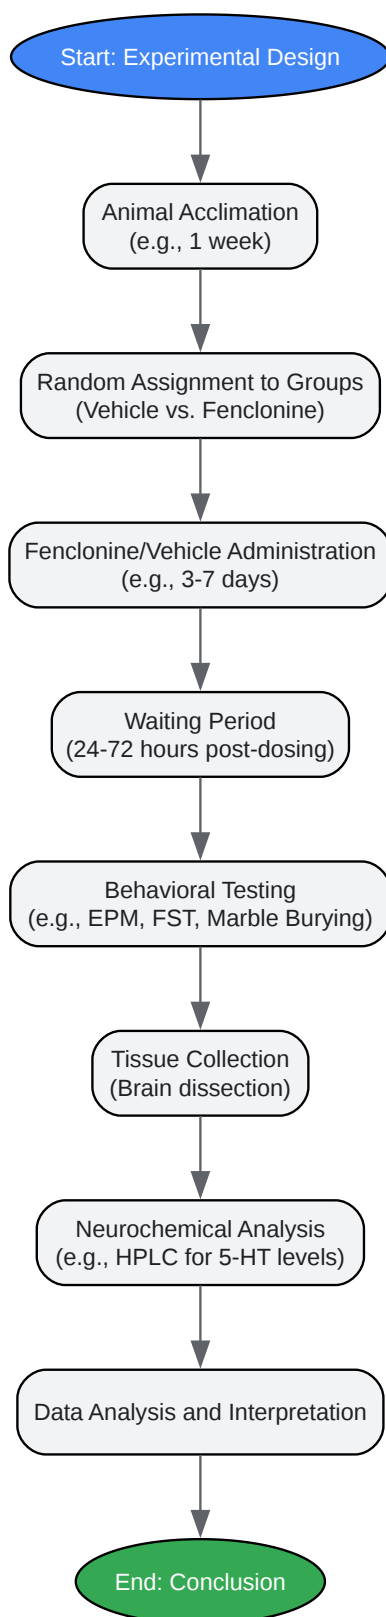 Start: Experimental Design
Animal Acclimation
(e.g., 1 week)
Random Assignment to Groups
(Vehicle vs. Fenclonine)
Fenclonine/Vehicle Administration
(e.g., 3-7 days)
Waiting Period
(24-72 hours post-dosing)
Behavioral Testing
(e.g., EPM, FST, Marble Burying)
Tissue Collection
(Brain dissection)
Neurochemical Analysis
(e.g., HPLC for 5-HT levels)
Data Analysis and Interpretation
End: Conclusion